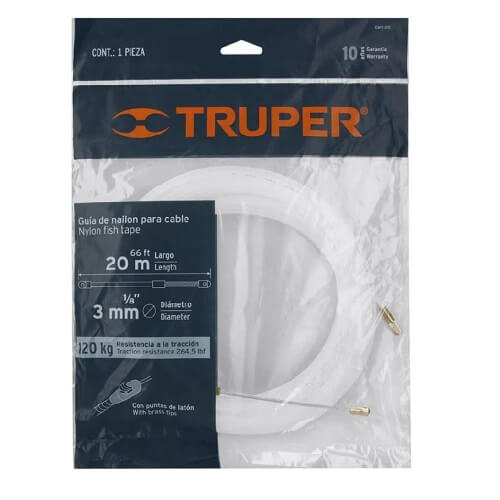 CONT.: 1 PIEZA
10 años Garantía
Warranty
TRUPER®
Guía de nailon para cable
Nylon fish tape
66 ft
20 m Largo
Length
1/8"
3 mm Diámetro
Diameter
120 kg Resistencia a la tracción
Traction resistance 264.5 lbf
Con puntas de latón
With brass tips